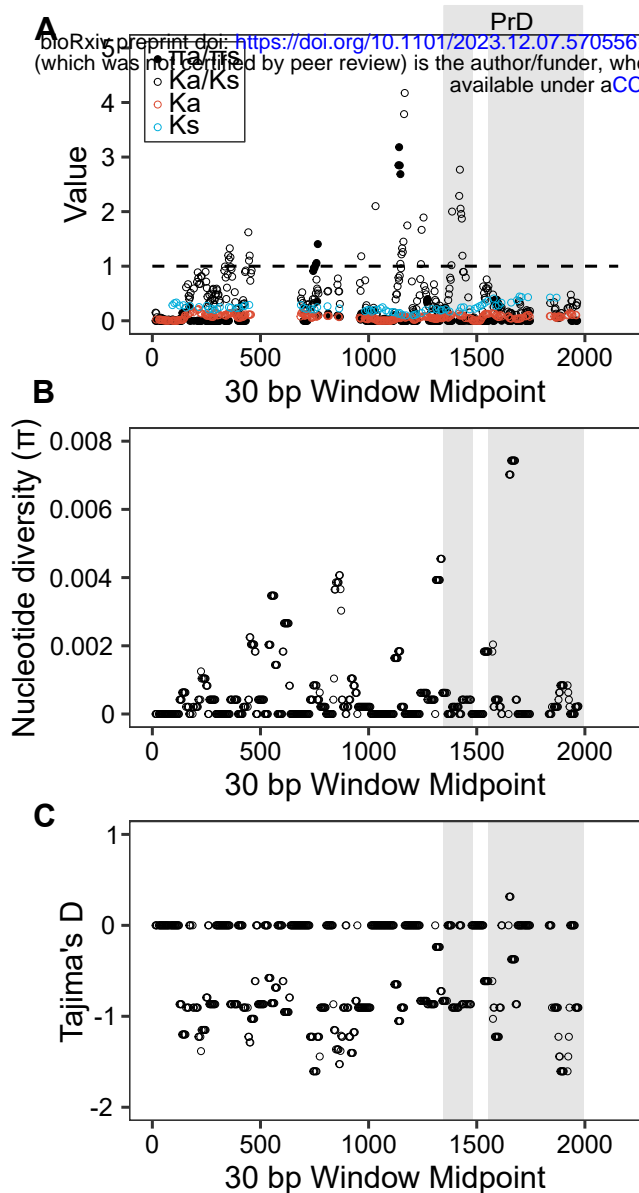 A
PrD
bioRxiv preprint doi: https://doi.org/10.1101/2023.12.07.570556
(which was not certified by peer review) is the author/funder, who
available under aCC
πa/πs
Ka/Ks
Ka
Ks
Value
5
4
3
2
1
0
0 500 1000 1500 2000
30 bp Window Midpoint
B
Nucleotide diversity (π)
0.008
0.006
0.004
0.002
0
0 500 1000 1500 2000
30 bp Window Midpoint
C
Tajima's D
1
0
-1
-2
0 500 1000 1500 2000
30 bp Window Midpoint